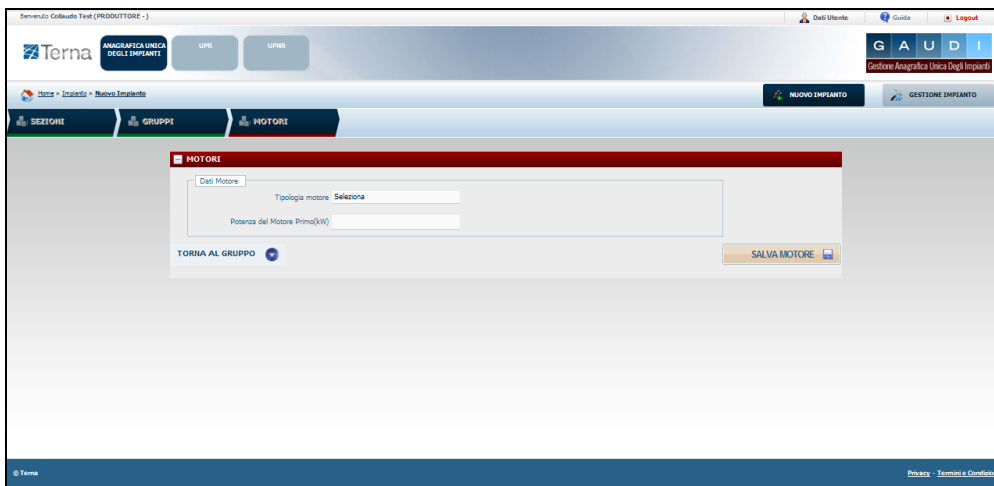 Benvenuto Collaudo Test (PRODUTTORE - )
Dati Utente
Guida
Logout
Terna
ANAGRAFICA UNICA
DEGLI IMPIANTI
UPR
UPNR
G A U D I
Gestione Anagrafica Unica Degli Impianti
Home » Impianto » Nuovo Impianto
NUOVO IMPIANTO
GESTIONE IMPIANTO
SEZIONI
GRUPPI
MOTORI
MOTORI
Dati Motore
Tipologia motore Seleziona
Potenza del Motore Primo(kW)
TORNA AL GRUPPO
SALVA MOTORE
© Terna
Privacy - Termini e Condizio